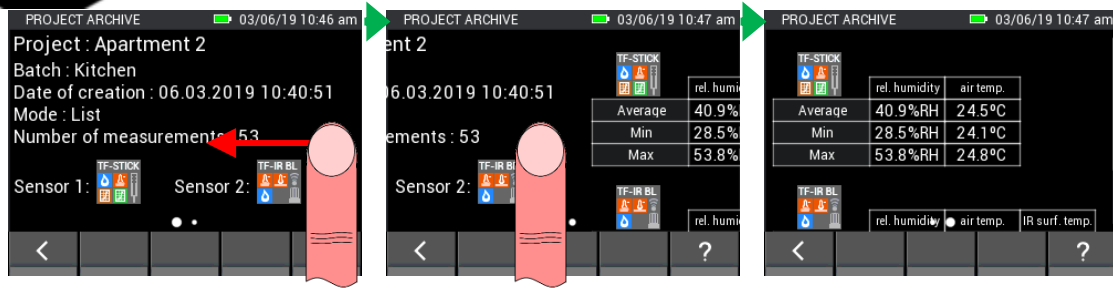 PROJECT ARCHIVE 03/06/19 10:46 am
Project : Apartment 2
Batch : Kitchen
Date of creation : 06.03.2019 10:40:51
Mode : List
Number of measurements : 53
TF-STICK
TF-IR BL
Sensor 1:
Sensor 2:
<
PROJECT ARCHIVE 03/06/19 10:47 am
ent 2
06.03.2019 10:40:51
ements : 53
TF-IR B
Sensor 2:
TF-STICK
rel. humi
Average 40.9%
Min 28.5%
Max 53.8%
TF-IR BL
rel. humi
<
?
PROJECT ARCHIVE 03/06/19 10:47 am
TF-STICK
rel. humidity air temp.
Average 40.9%RH 24.5ºC
Min 28.5%RH 24.1ºC
Max 53.8%RH 24.8ºC
TF-IR BL
rel. humidity air temp. IR surf. temp.
<
?